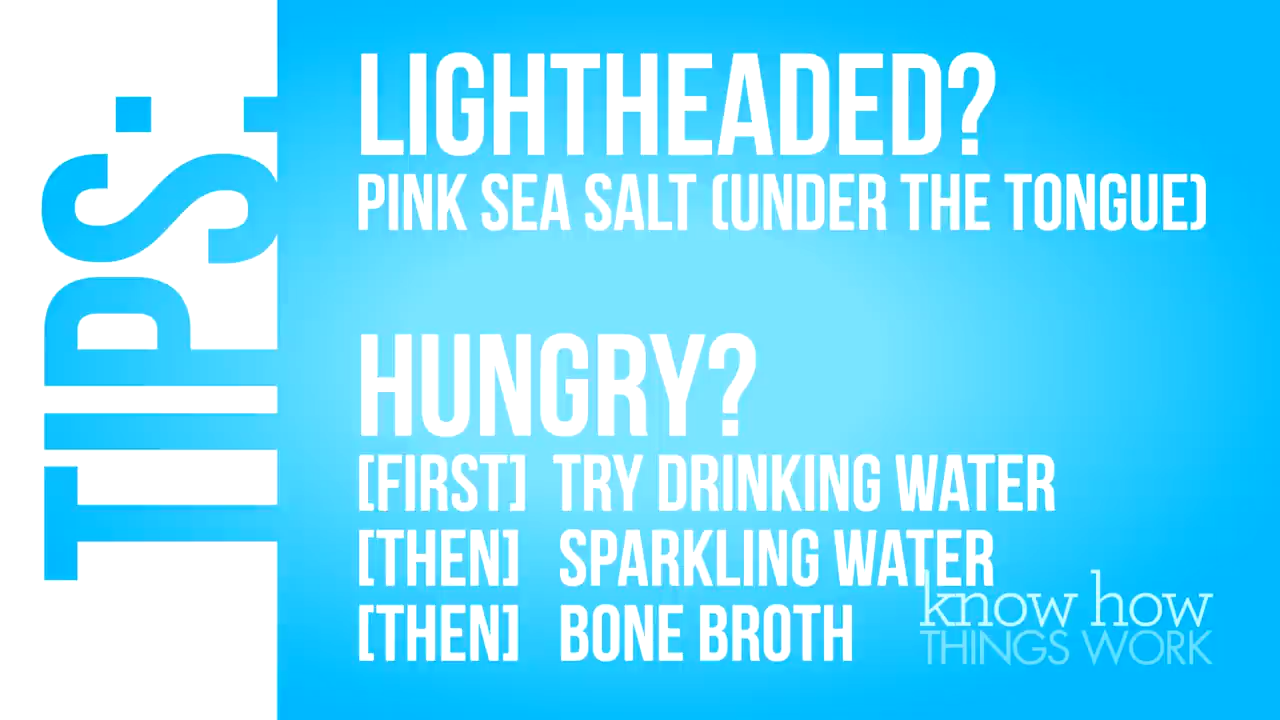 TIPS:
LIGHTHEADED?
PINK SEA SALT (UNDER THE TONGUE)
HUNGRY?
[FIRST] TRY DRINKING WATER
[THEN] SPARKLING WATER
[THEN] BONE BROTH
know how
THINGS WORK